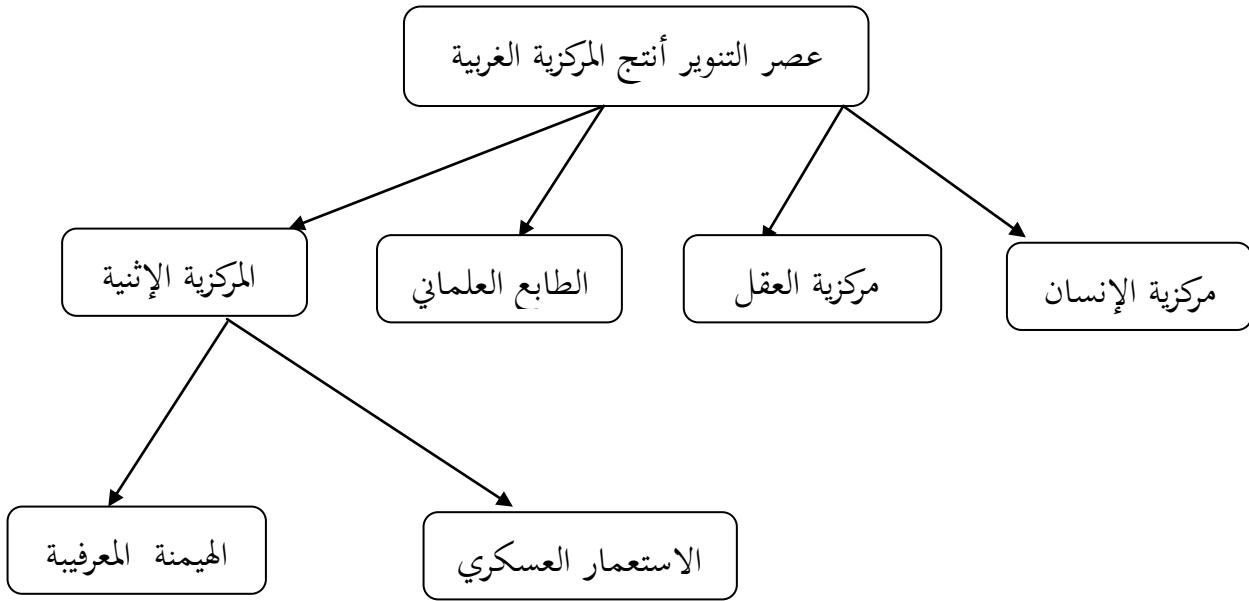 عصر التنوير أنتج المركزية الغربية
مركزية الإنسان
مركزية العقل
الطابع العلماني
المركزية الإثنية
الاستعمار العسكري
الهيمنة المعرفيبة